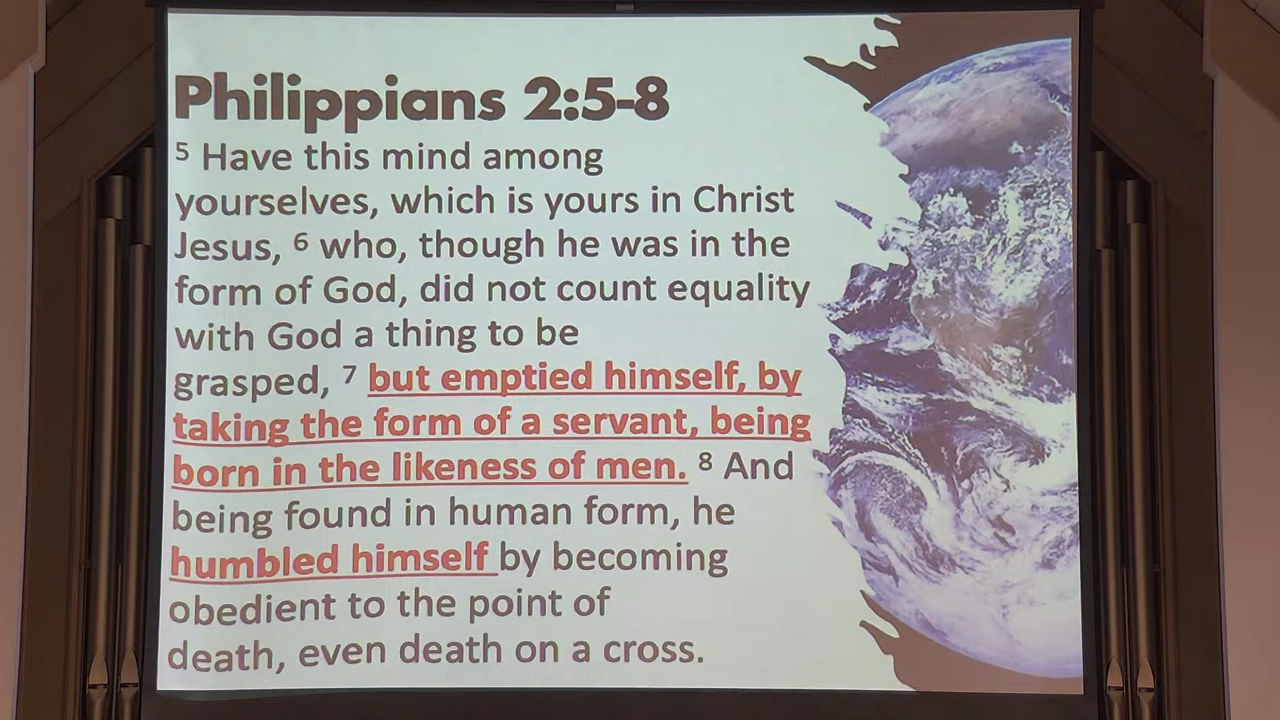 Philippians 2:5-8
⁵ Have this mind among
yourselves, which is yours in Christ
Jesus, ⁶ who, though he was in the
form of God, did not count equality
with God a thing to be
grasped, ⁷ but emptied himself, by
taking the form of a servant, being
born in the likeness of men. ⁸ And
being found in human form, he
humbled himself by becoming
obedient to the point of
death, even death on a cross.